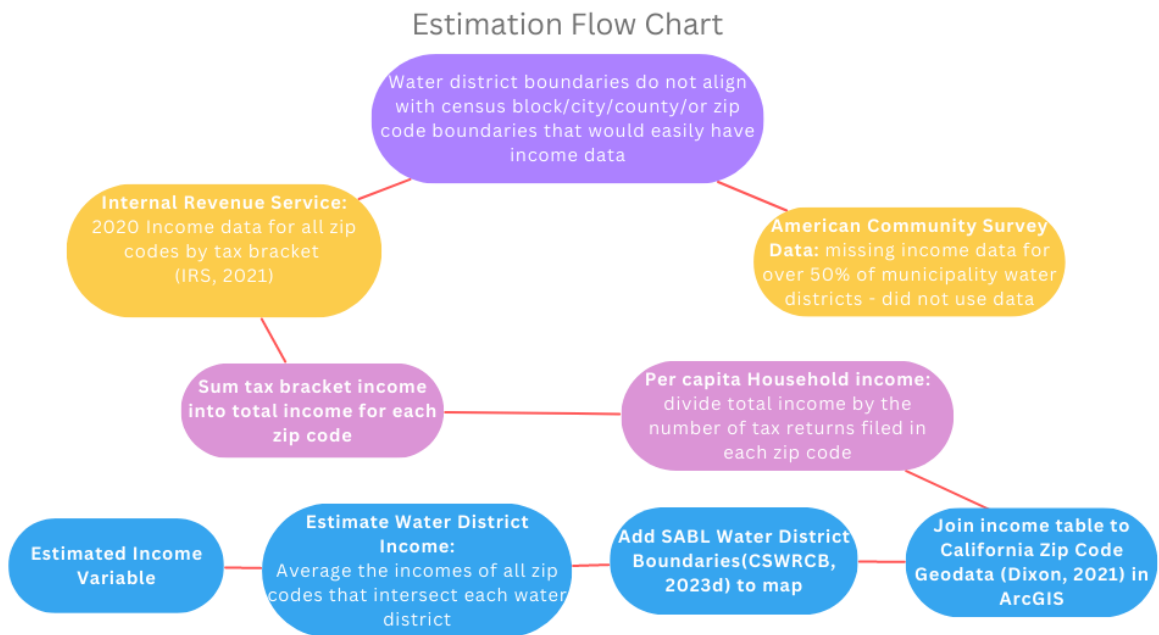 Estimation Flow Chart
Water district boundaries do not align
with census block/city/county/or zip
code boundaries that would easily have
income data
Internal Revenue Service:
2020 Income data for all zip
codes by tax bracket
(IRS, 2021)
American Community Survey
Data: missing income data for
over 50% of municipality water
districts - did not use data
Sum tax bracket income
into total income for each
zip code
Per capita Household income:
divide total income by the
number of tax returns filed in
each zip code
Join income table to
California Zip Code
Geodata (Dixon, 2021) in
ArcGIS
Add SABL Water District
Boundaries(CSWRCB,
2023d) to map
Estimate Water District
Income:
Average the incomes of all zip
codes that intersect each water
district
Estimated Income
Variable